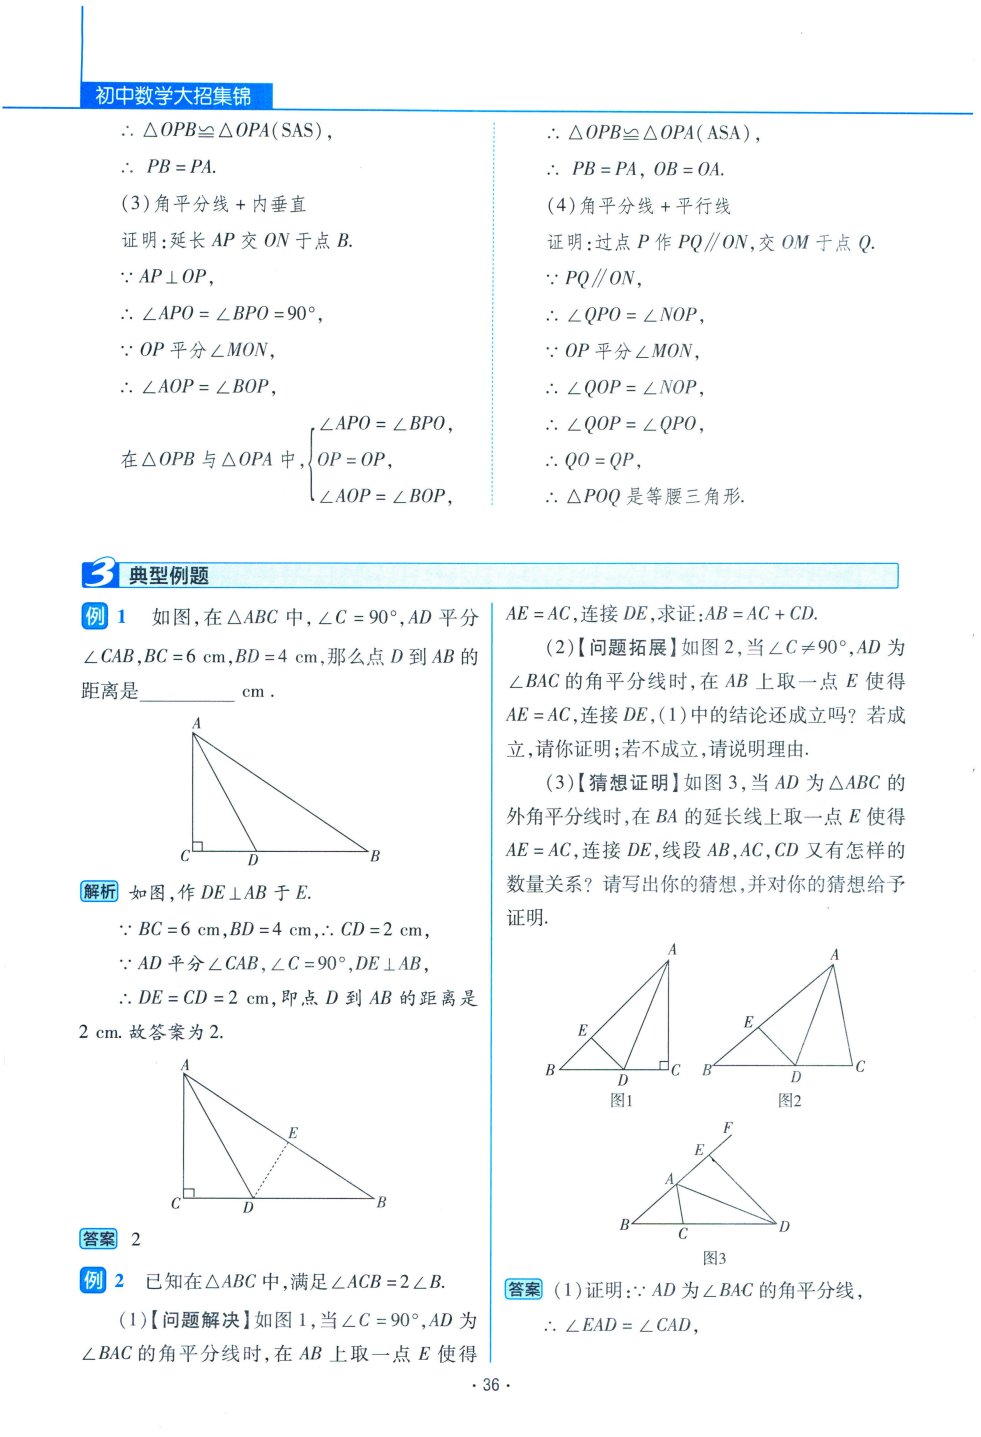 初中数学大招集锦
∴ △OPB≌△OPA(SAS),
∴ PB=PA.
(3)角平分线+内垂直
证明:延长 AP 交 ON 于点 B.
∵ AP⊥OP,
∴ ∠APO=∠BPO=90°,
∵ OP 平分∠MON,
∴ ∠AOP=∠BOP,
∠APO=∠BPO,
在△OPB 与△OPA 中, OP=OP,
∠AOP=∠BOP,
∴ △OPB≌△OPA(ASA),
∴ PB=PA, OB=OA.
(4)角平分线+平行线
证明:过点 P 作 PQ∥ON,交 OM 于点 Q.
∵ PQ∥ON,
∴ ∠QPO=∠NOP,
∵ OP 平分∠MON,
∴ ∠QOP=∠NOP,
∴ ∠QOP=∠QPO,
∴ QO=QP,
∴ △POQ 是等腰三角形.
3 典型例题
例 1 如图,在△ABC 中,∠C=90°,AD 平分
∠CAB,BC=6 cm,BD=4 cm,那么点 D 到 AB 的
距离是__________ cm.
A
C D B
解析 如图,作 DE⊥AB 于 E.
∵ BC=6 cm,BD=4 cm,∴ CD=2 cm,
∵ AD 平分∠CAB,∠C=90°,DE⊥AB,
∴ DE=CD=2 cm,即点 D 到 AB 的距离是
2 cm. 故答案为 2.
A
E
C D B
答案 2
例 2 已知在△ABC 中,满足∠ACB=2∠B.
(1)【问题解决】如图 1,当∠C=90°,AD 为
∠BAC 的角平分线时,在 AB 上取一点 E 使得
AE=AC,连接 DE,求证:AB=AC+CD.
(2)【问题拓展】如图 2,当∠C≠90°,AD 为
∠BAC 的角平分线时,在 AB 上取一点 E 使得
AE=AC,连接 DE,(1)中的结论还成立吗? 若成
立,请你证明;若不成立,请说明理由.
(3)【猜想证明】如图 3,当 AD 为△ABC 的
外角平分线时,在 BA 的延长线上取一点 E 使得
AE=AC,连接 DE,线段 AB,AC,CD 又有怎样的
数量关系? 请写出你的猜想,并对你的猜想给予
证明.
A
E
B D C
图1
A
E
B D C
图2
F
E
A
B C D
图3
答案 (1)证明:∵ AD 为∠BAC 的角平分线,
∴ ∠EAD=∠CAD,
· 36 ·